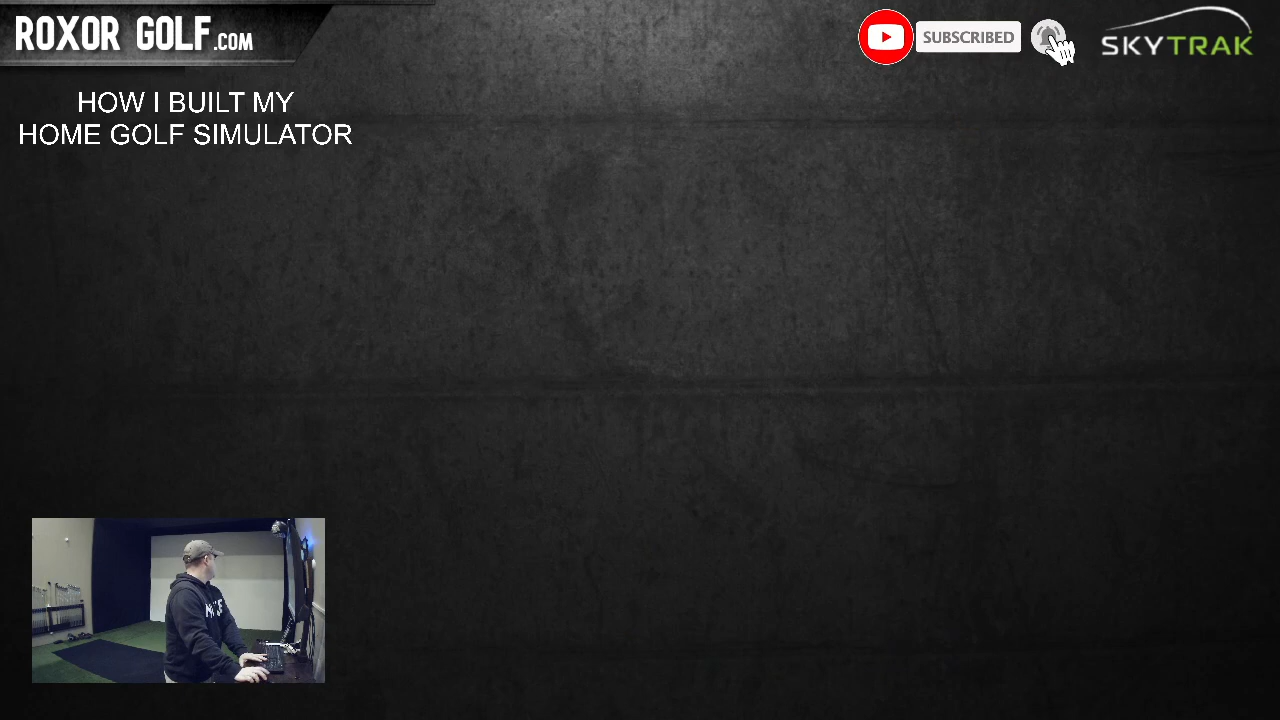 ROXOR GOLF.COM
SUBSCRIBED
SKYTRAK
HOW I BUILT MY
HOME GOLF SIMULATOR